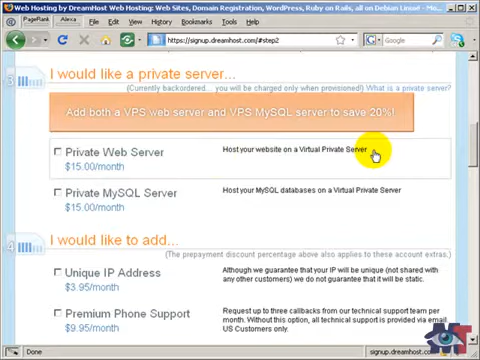 Web Hosting by DreamHost Web Hosting: Web Sites, Domain Registration, WordPress, Ruby on Rails, all on Debian Linux!
PageRank
Alexa
File Edit View History Bookmarks Tools Help
https://signup.dreamhost.com/#step2
3
I would like a private server...
(Currently backordered... you will be charged only when provisioned!) What is a private server?
Add both a VPS web server and VPS MySQL server to save 20%!
Private Web Server
Host your website on a Virtual Private Server
$15.00/month
Private MySQL Server
Host your MySQL databases on a Virtual Private Server
$15.00/month
4
I would like to add...
(The prepayment discount percentage above also applies to these account extras.)
Unique IP Address
Although we guarantee that your IP will be unique (not shared with
$3.95/month
any other customers) we do not guarantee that it will be static.
Premium Phone Support
Request up to three callbacks from our technical support team per
month. Without this option, all technical support is provided via email
$9.95/month
US Customers only.
Done